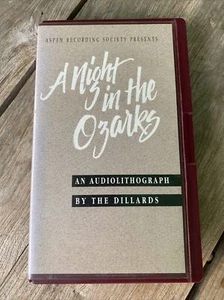 ASPEN RECORDING SOCIETY PRESENTS
A Night
in the
Ozarks
AN AUDIOLITHOGRAPH
BY THE DILLARDS